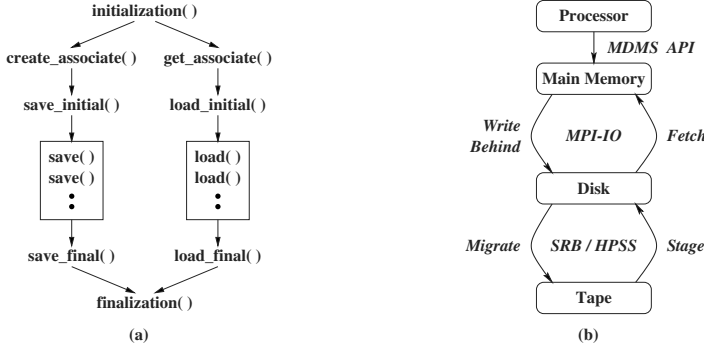 initialization( )
create_associate( ) get_associate( )
save_initial( ) load_initial( )
save( ) load( )
save( ) load( )
save_final( ) load_final( )
finalization( )
(a)
Processor
MDMS API
Main Memory
Write
Behind
MPI-IO
Fetch
Disk
Migrate
SRB / HPSS
Stage
Tape
(b)